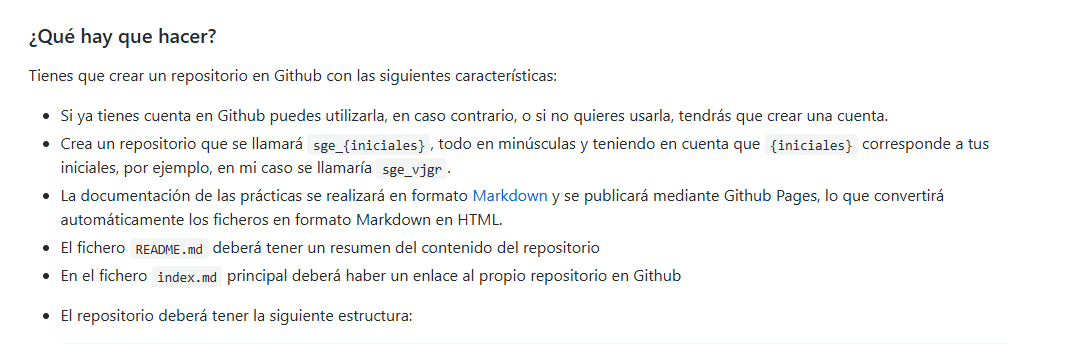 ¿Qué hay que hacer?
Tienes que crear un repositorio en Github con las siguientes características:
• Si ya tienes cuenta en Github puedes utilizarla, en caso contrario, o si no quieres usarla, tendrás que crear una cuenta.
• Crea un repositorio que se llamará sge_{iniciales} , todo en minúsculas y teniendo en cuenta que {iniciales} corresponde a tus
iniciales, por ejemplo, en mi caso se llamaría sge_vjgr .
• La documentación de las prácticas se realizará en formato Markdown y se publicará mediante Github Pages, lo que convertirá
automáticamente los ficheros en formato Markdown en HTML.
• El fichero README.md deberá tener un resumen del contenido del repositorio
• En el fichero index.md principal deberá haber un enlace al propio repositorio en Github
• El repositorio deberá tener la siguiente estructura: